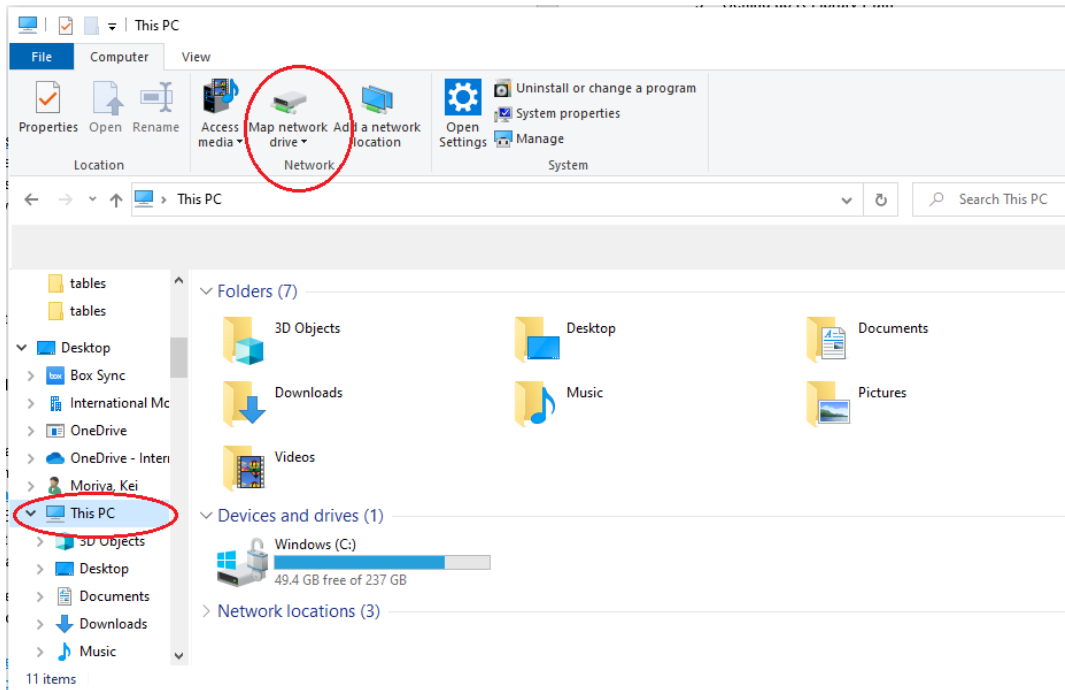 This PC
File Computer View
Properties Open Rename Access media Map network drive Add a network location Open Settings Uninstall or change a program
System properties
Manage
Location Network System
This PC
Search This PC
tables
tables
Desktop
Box Sync
box
International Mo
OneDrive
OneDrive - Inter
Moriya, Kei
This PC
3D Objects
Desktop
Documents
Downloads
Music
Folders (7)
3D Objects
Desktop
Documents
Downloads
Music
Pictures
Videos
Devices and drives (1)
Windows (C:)
49.4 GB free of 237 GB
Network locations (3)
11 items